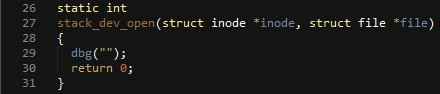 26 static int
27 stack_dev_open(struct inode *inode, struct file *file)
28 {
29   dbg("");
30   return 0;
31 }